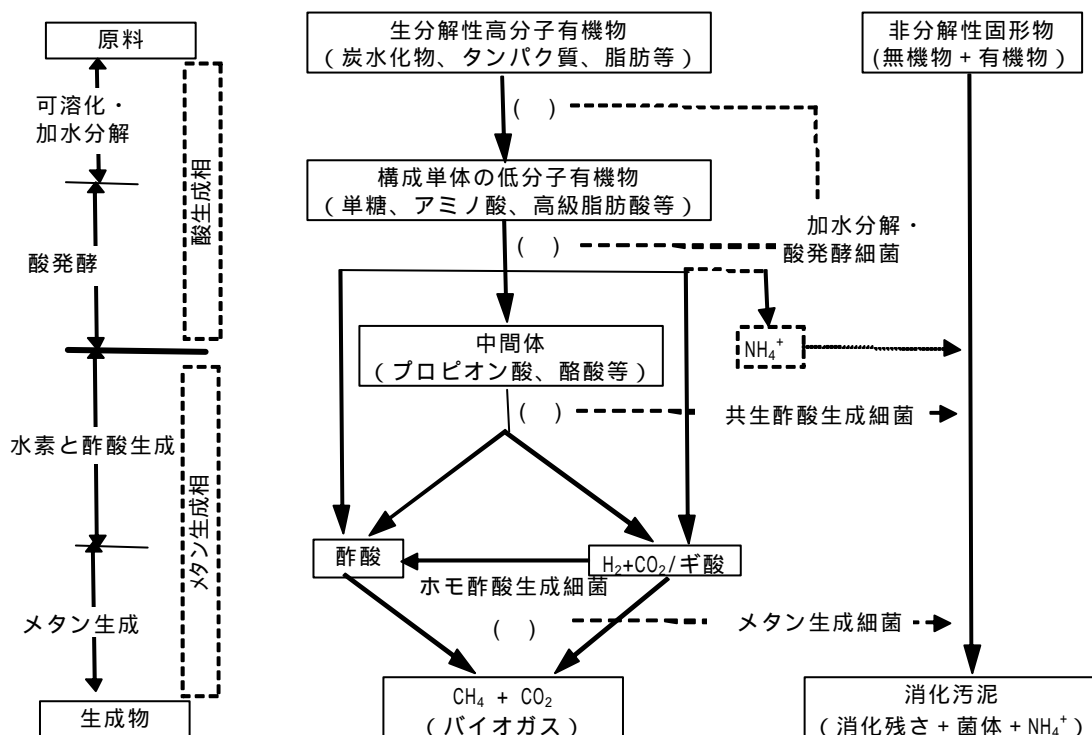 原料
可溶化・
加水分解
酸生成相
酸発酵
水素と酢酸生成
メタン生成相
メタン生成
生成物
生分解性高分子有機物
(炭水化物、タンパク質、脂肪等)
( )
構成単体の低分子有機物
(単糖、アミノ酸、高級脂肪酸等)
( )
加水分解・
酸発酵細菌
中間体
(プロピオン酸、酪酸等)
NH₄⁺
( )
共生酢酸生成細菌
酢酸
H₂+CO₂/ギ酸
ホモ酢酸生成細菌
( )
メタン生成細菌
CH₄ + CO₂
(バイオガス)
非分解性固形物
(無機物+有機物)
消化汚泥
(消化残さ+菌体+NH₄⁺)